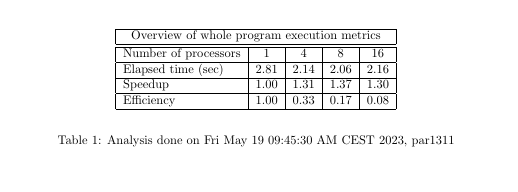 Overview of whole program execution metrics
Number of processors 1 4 8 16
Elapsed time (sec) 2.81 2.14 2.06 2.16
Speedup 1.00 1.31 1.37 1.30
Efficiency 1.00 0.33 0.17 0.08
Table 1: Analysis done on Fri May 19 09:45:30 AM CEST 2023, par1311